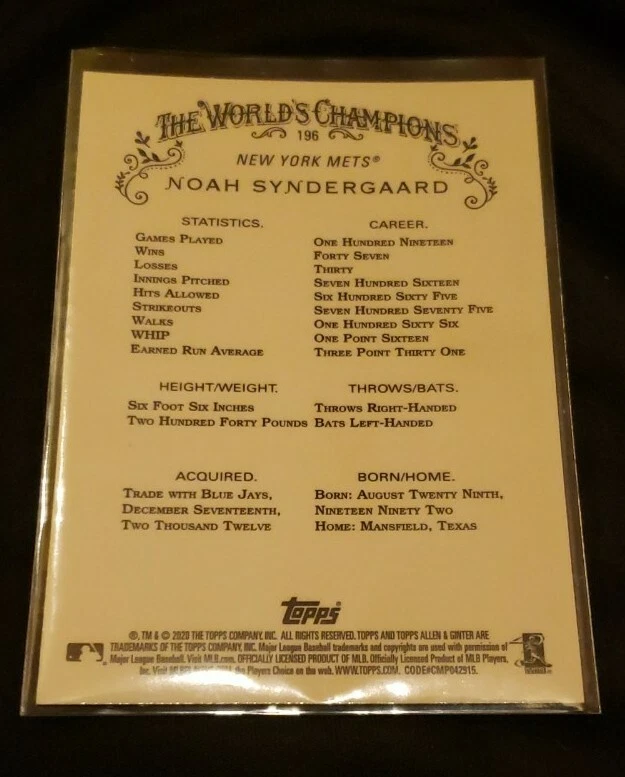 THE WORLD'S CHAMPIONS
196
NEW YORK METS®
NOAH SYNDERGAARD
STATISTICS. CAREER.
GAMES PLAYED ONE HUNDRED NINETEEN
WINS FORTY SEVEN
LOSSES THIRTY
INNINGS PITCHED SEVEN HUNDRED SIXTEEN
HITS ALLOWED SIX HUNDRED SIXTY FIVE
STRIKEOUTS SEVEN HUNDRED SEVENTY FIVE
WALKS ONE HUNDRED SIXTY SIX
WHIP ONE POINT SIXTEEN
EARNED RUN AVERAGE THREE POINT THIRTY ONE
HEIGHT/WEIGHT. THROWS/BATS.
SIX FOOT SIX INCHES THROWS RIGHT-HANDED
TWO HUNDRED FORTY POUNDS BATS LEFT-HANDED
ACQUIRED. BORN/HOME.
TRADE WITH BLUE JAYS, BORN: AUGUST TWENTY NINTH,
DECEMBER SEVENTEENTH, NINETEEN NINETY TWO
TWO THOUSAND TWELVE HOME: MANSFIELD, TEXAS
Topps
®, TM & © 2020 THE TOPPS COMPANY, INC. ALL RIGHTS RESERVED. TOPPS AND TOPPS ALLEN & GINTER ARE
TRADEMARKS OF THE TOPPS COMPANY, INC. Major League Baseball trademarks and copyrights are used with permission of
Major League Baseball. Visit MLB.com. OFFICIALLY LICENSED PRODUCT OF MLB. Officially Licensed Product of MLB Players,
Inc. Visit the Players Choice on the web. WWW.TOPPS.COM. CODE#CMP042915.